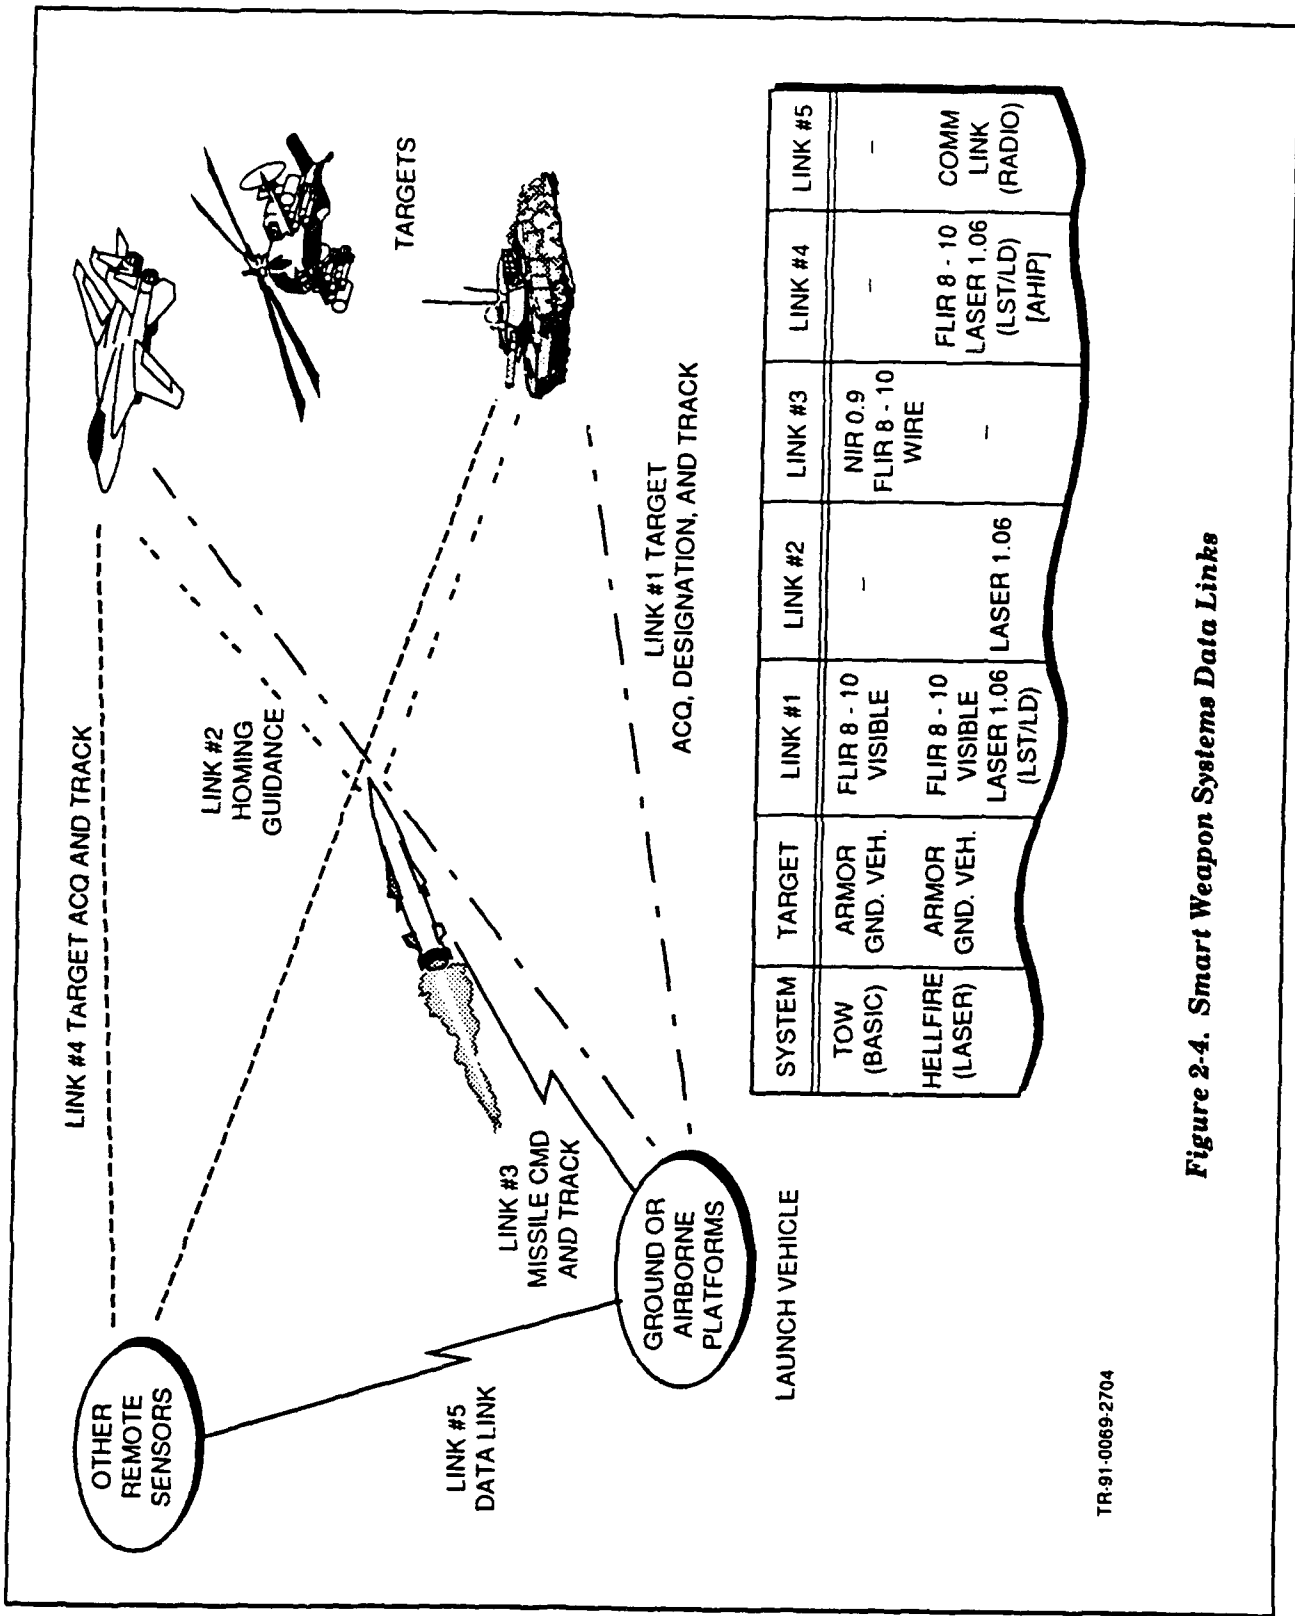 LINK #4 TARGET ACQ AND TRACK
OTHER
REMOTE
SENSORS
LINK #2
HOMING
GUIDANCE
TARGETS
LINK #5
DATA LINK
LINK #3
MISSILE CMD
AND TRACK
GROUND OR
AIRBORNE
PLATFORMS
LAUNCH VEHICLE
LINK #1 TARGET
ACQ, DESIGNATION, AND TRACK
SYSTEM TARGET LINK #1 LINK #2 LINK #3 LINK #4 LINK #5
TOW ARMOR FLIR 8 - 10 – NIR 0.9 – –
(BASIC) GND. VEH. VISIBLE FLIR 8 - 10
WIRE
HELLFIRE ARMOR FLIR 8 - 10 FLIR 8 - 10 COMM
(LASER) GND. VEH. VISIBLE – LASER 1.06 LINK
LASER 1.06 LASER 1.06 (LST/LD) (RADIO)
(LST/LD) [AHIP]
TR-91-0069-2704
Figure 2-4. Smart Weapon Systems Data Links